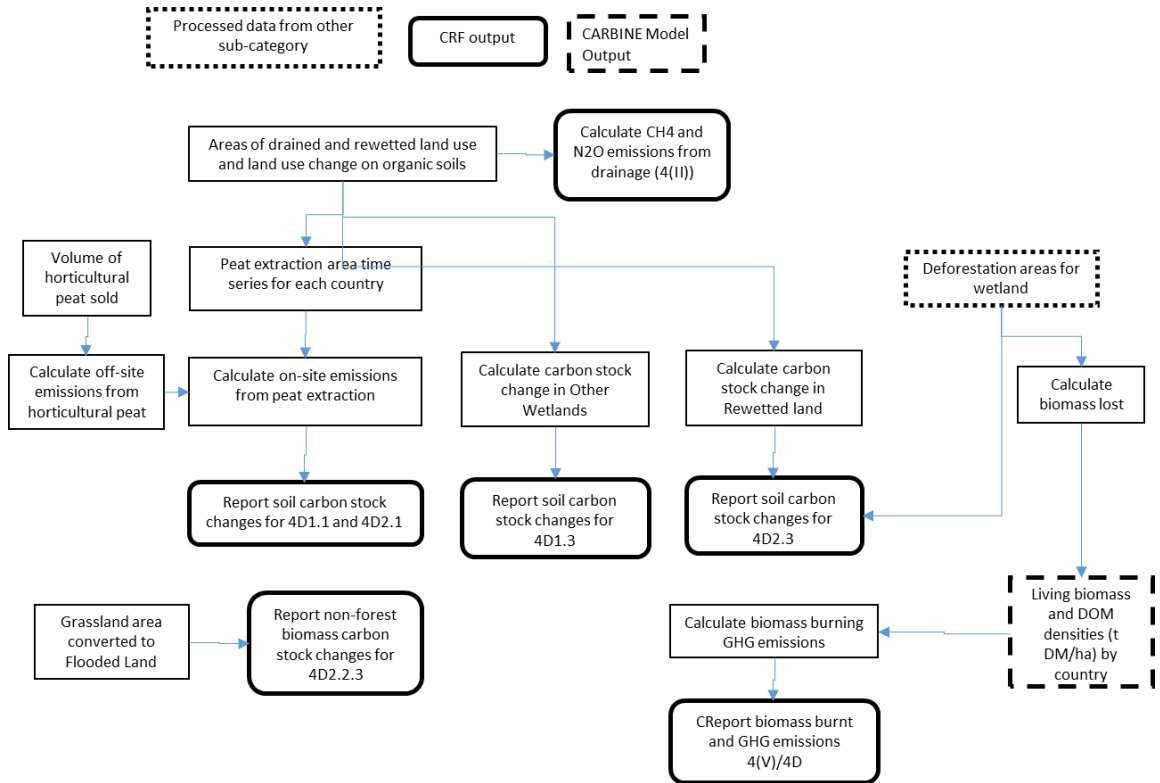 Processed data from other
sub-category
CRF output
CARBINE Model
Output
Areas of drained and rewetted land use
and land use change on organic soils
Calculate CH4 and
N2O emissions from
drainage (4(II))
Volume of
horticultural
peat sold
Peat extraction area time
series for each country
Deforestation areas for
wetland
Calculate off-site
emissions from
horticultural peat
Calculate on-site emissions
from peat extraction
Calculate carbon stock
change in Other
Wetlands
Calculate carbon
stock change in
Rewetted land
Calculate
biomass lost
Report soil carbon stock
changes for 4D1.1 and 4D2.1
Report soil carbon
stock changes for
4D1.3
Report soil carbon
stock changes for
4D2.3
Grassland area
converted to
Flooded Land
Report non-forest
biomass carbon
stock changes for
4D2.2.3
Calculate biomass burning
GHG emissions
Living biomass
and DOM
densities (t
DM/ha) by
country
CReport biomass burnt
and GHG emissions
4(V)/4D